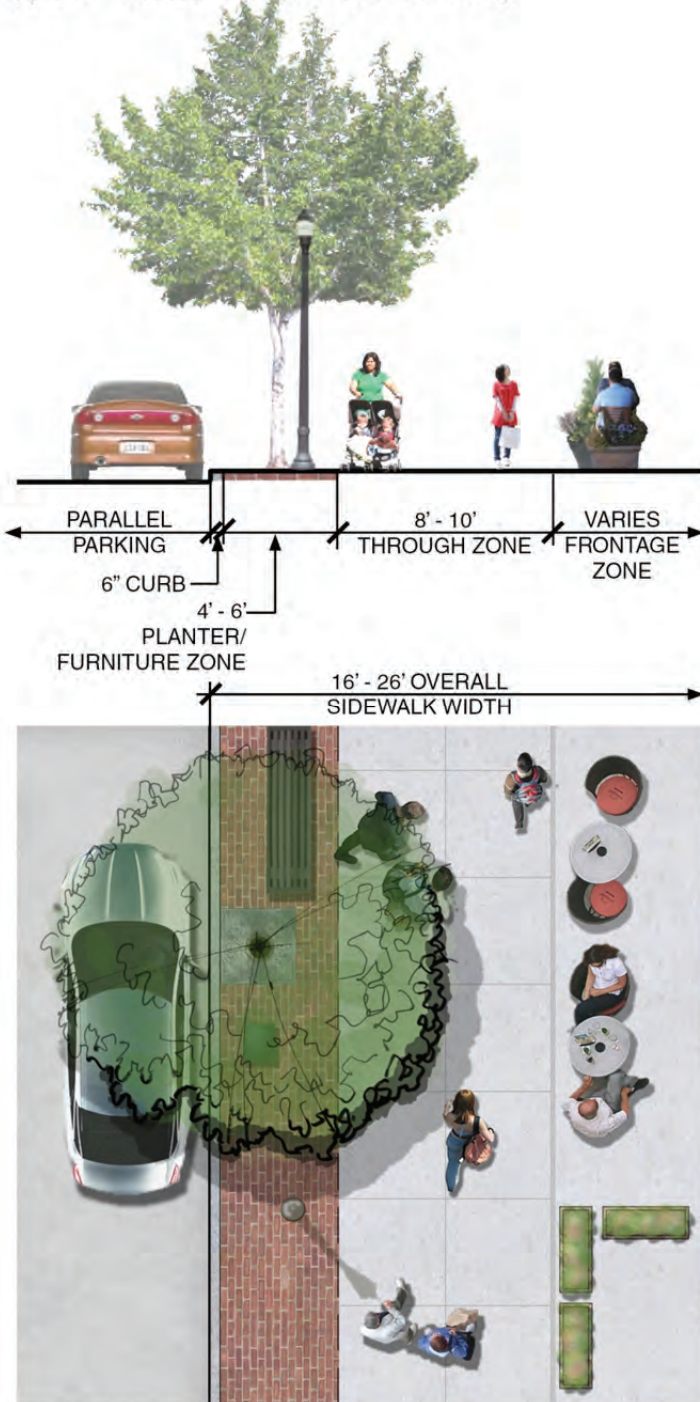 PARALLEL
PARKING
8' - 10'
THROUGH ZONE
VARIES
FRONTAGE
ZONE
6” CURB
4' - 6'
PLANTER/
FURNITURE ZONE
16' - 26' OVERALL
SIDEWALK WIDTH